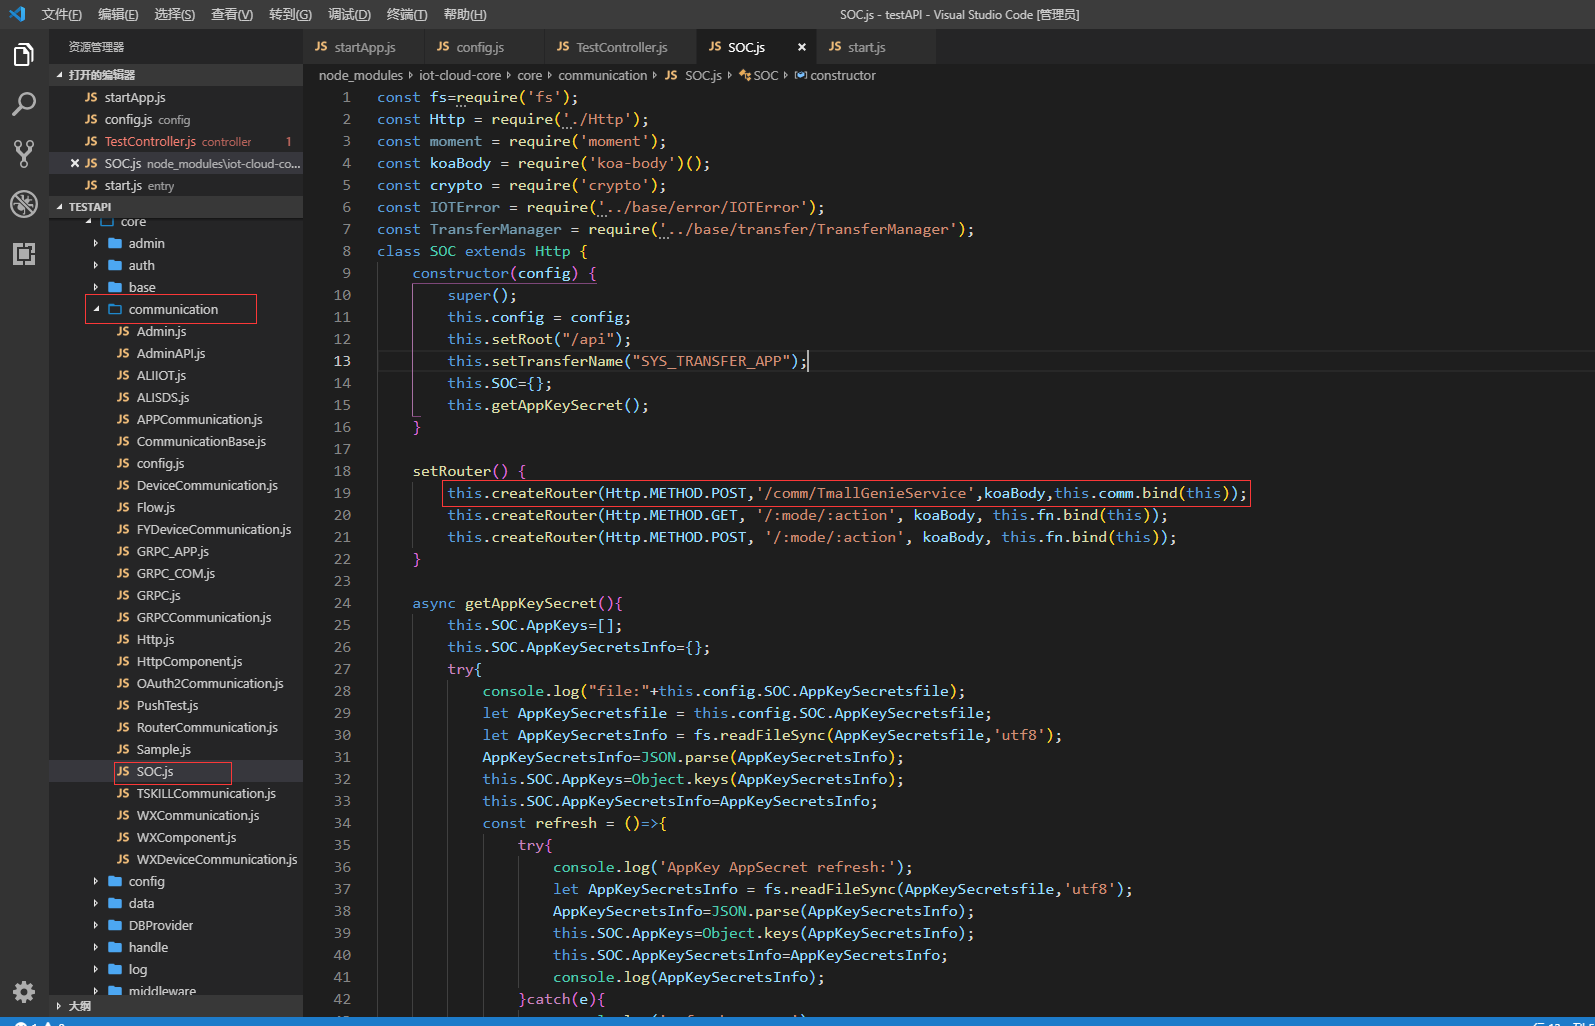 文件(F) 编辑(E) 选择(S) 查看(V) 转到(G) 调试(D) 终端(T) 帮助(H) SOC.js - testAPI - Visual Studio Code [管理员]
资源管理器
打开的编辑器
JS startApp.js
JS config.js config
JS TestController.js controller 1
× JS SOC.js node_modules\iot-cloud-co...
JS start.js entry
TESTAPI
core
admin
auth
base
communication
JS Admin.js
JS AdminAPI.js
JS ALIIOT.js
JS ALISDS.js
JS APPCommunication.js
JS CommunicationBase.js
JS config.js
JS DeviceCommunication.js
JS Flow.js
JS FYDeviceCommunication.js
JS GRPC_APP.js
JS GRPC_COM.js
JS GRPC.js
JS GRPCCommunication.js
JS Http.js
JS HttpComponent.js
JS OAuth2Communication.js
JS PushTest.js
JS RouterCommunication.js
JS Sample.js
JS SOC.js
JS TSKILLCommunication.js
JS WXCommunication.js
JS WXComponent.js
JS WXDeviceCommunication.js
config
data
DBProvider
handle
log
middleware
大纲
JS startApp.js JS config.js JS TestController.js JS SOC.js × JS start.js
node_modules › iot-cloud-core › core › communication › JS SOC.js › SOC › constructor
1 const fs=require('fs');
2 const Http = require('./Http');
3 const moment = require('moment');
4 const koaBody = require('koa-body')();
5 const crypto = require('crypto');
6 const IOTError = require('../base/error/IOTError');
7 const TransferManager = require('../base/transfer/TransferManager');
8 class SOC extends Http {
9 constructor(config) {
10 super();
11 this.config = config;
12 this.setRoot("/api");
13 this.setTransferName("SYS_TRANSFER_APP");
14 this.SOC={};
15 this.getAppKeySecret();
16 }
17
18 setRouter() {
19 this.createRouter(Http.METHOD.POST,'/comm/TmallGenieService',koaBody,this.comm.bind(this));
20 this.createRouter(Http.METHOD.GET, '/:mode/:action', koaBody, this.fn.bind(this));
21 this.createRouter(Http.METHOD.POST, '/:mode/:action', koaBody, this.fn.bind(this));
22 }
23
24 async getAppKeySecret(){
25 this.SOC.AppKeys=[];
26 this.SOC.AppKeySecretsInfo={};
27 try{
28 console.log("file:"+this.config.SOC.AppKeySecretsfile);
29 let AppKeySecretsfile = this.config.SOC.AppKeySecretsfile;
30 let AppKeySecretsInfo = fs.readFileSync(AppKeySecretsfile,'utf8');
31 AppKeySecretsInfo=JSON.parse(AppKeySecretsInfo);
32 this.SOC.AppKeys=Object.keys(AppKeySecretsInfo);
33 this.SOC.AppKeySecretsInfo=AppKeySecretsInfo;
34 const refresh = ()=>{
35 try{
36 console.log('AppKey AppSecret refresh:');
37 let AppKeySecretsInfo = fs.readFileSync(AppKeySecretsfile,'utf8');
38 AppKeySecretsInfo=JSON.parse(AppKeySecretsInfo);
39 this.SOC.AppKeys=Object.keys(AppKeySecretsInfo);
40 this.SOC.AppKeySecretsInfo=AppKeySecretsInfo;
41 console.log(AppKeySecretsInfo);
42 }catch(e){